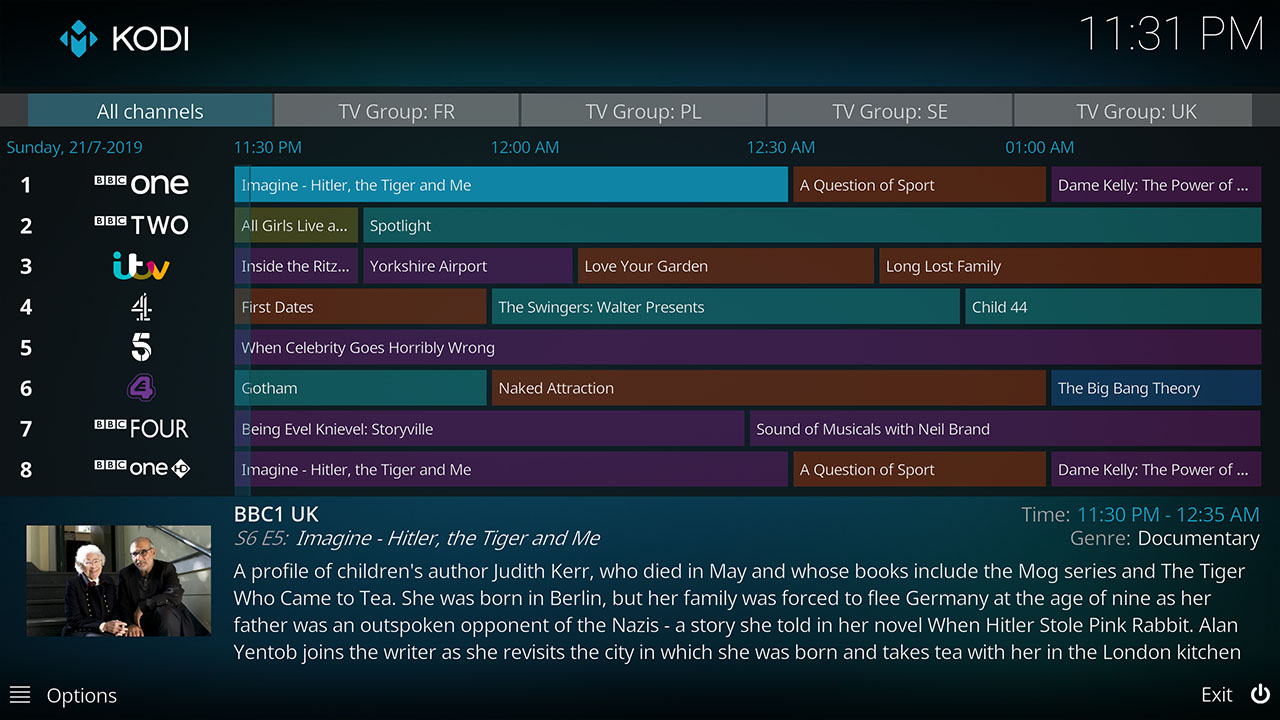 KODI
11:31 PM
All channels
TV Group: FR
TV Group: PL
TV Group: SE
TV Group: UK
Sunday, 21/7-2019
11:30 PM
12:00 AM
12:30 AM
01:00 AM
1 BBC one
Imagine - Hitler, the Tiger and Me
A Question of Sport
Dame Kelly: The Power of ...
2 BBC TWO
All Girls Live a...
Spotlight
3 itv
Inside the Ritz...
Yorkshire Airport
Love Your Garden
Long Lost Family
4 4
First Dates
The Swingers: Walter Presents
Child 44
5 5
When Celebrity Goes Horribly Wrong
6 4
Gotham
Naked Attraction
The Big Bang Theory
7 BBC FOUR
Being Evel Knievel: Storyville
Sound of Musicals with Neil Brand
8 BBC one HD
Imagine - Hitler, the Tiger and Me
A Question of Sport
Dame Kelly: The Power of ...
BBC1 UK
Time: 11:30 PM - 12:35 AM
S6 E5: Imagine - Hitler, the Tiger and Me
Genre: Documentary
A profile of children's author Judith Kerr, who died in May and whose books include the Mog series and The Tiger
Who Came to Tea. She was born in Berlin, but her family was forced to flee Germany at the age of nine as her
father was an outspoken opponent of the Nazis - a story she told in her novel When Hitler Stole Pink Rabbit. Alan
Yentob joins the writer as she revisits the city in which she was born and takes tea with her in the London kitchen
Options
Exit